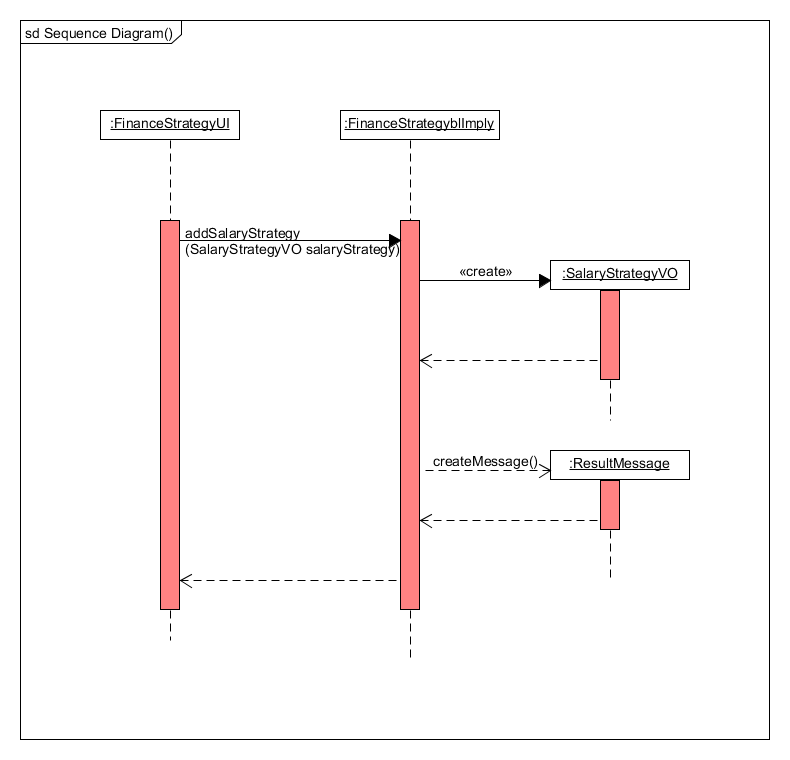 sd Sequence Diagram()
:FinanceStrategyUI
:FinanceStrategyblImply
addSalaryStrategy
(SalaryStrategyVO salaryStrategy)
«create»
:SalaryStrategyVO
createMessage()
:ResultMessage